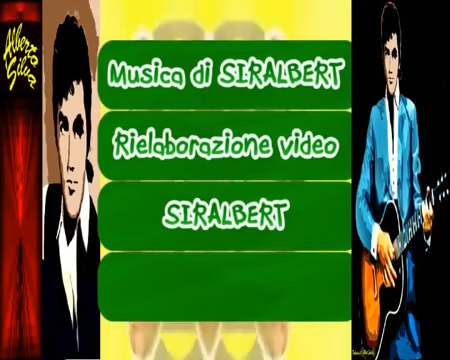 Alberto
Silva
Musica di SIRALBERT
Rielaborazione video
SIRALBERT